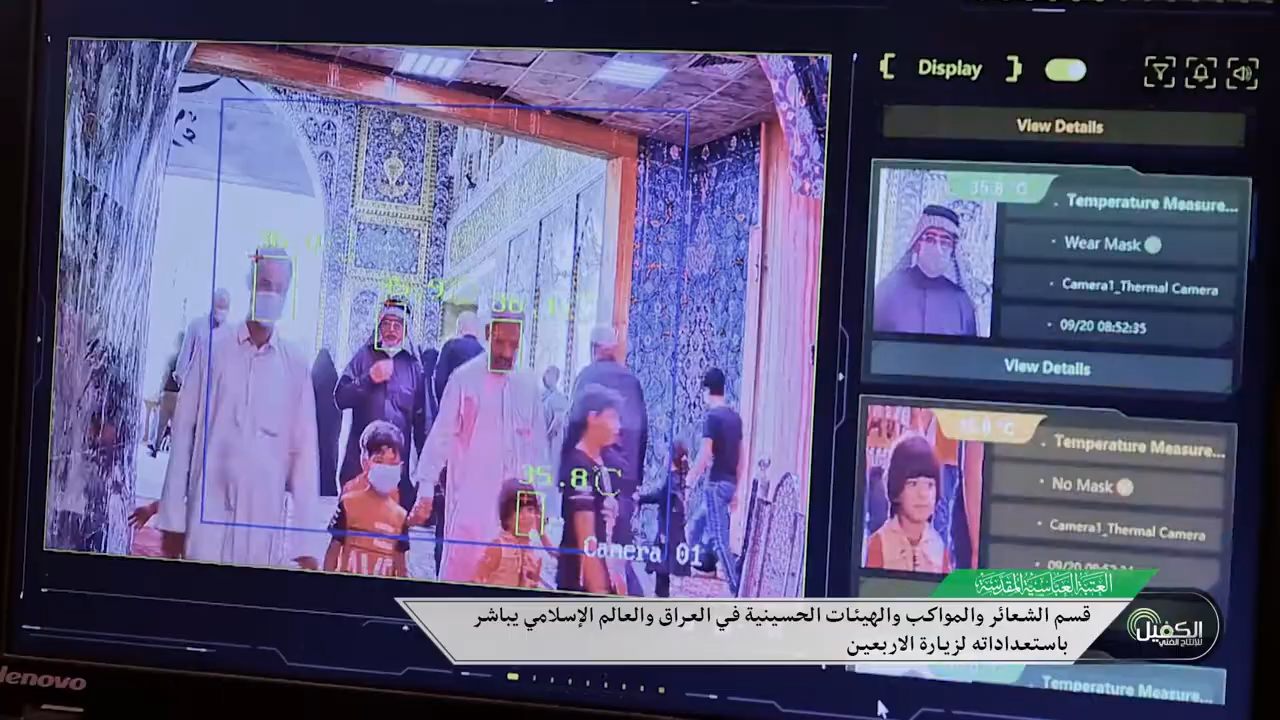 Display
View Details
35.8 °C
Temperature Measure...
Wear Mask
Camera1_Thermal Camera
09/20 08:52:35
View Details
Temperature Measure...
No Mask
Camera1_Thermal Camera
35.8°C
Camera 01
العتبة العباسية المقدسة
قسم الشعائر والمواكب والهيئات الحسينية في العراق والعالم الإسلامي يباشر
باستعداداته لزيارة الاربعين
الكفيل
للإنتاج الفني
Temperature Measure...
lenovo